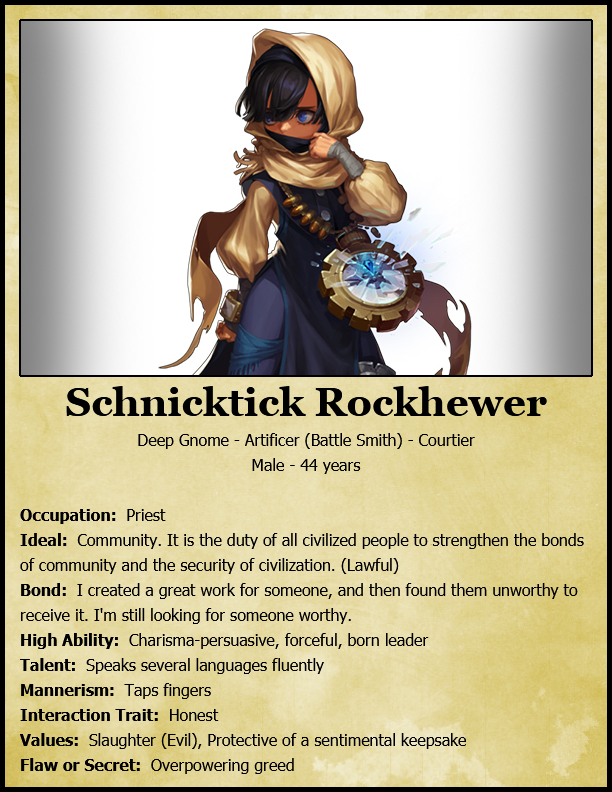 Schnicktick Rockhewer
Deep Gnome - Artificer (Battle Smith) - Courtier
Male - 44 years
Occupation: Priest
Ideal: Community. It is the duty of all civilized people to strengthen the bonds
of community and the security of civilization. (Lawful)
Bond: I created a great work for someone, and then found them unworthy to
receive it. I'm still looking for someone worthy.
High Ability: Charisma-persuasive, forceful, born leader
Talent: Speaks several languages fluently
Mannerism: Taps fingers
Interaction Trait: Honest
Values: Slaughter (Evil), Protective of a sentimental keepsake
Flaw or Secret: Overpowering greed